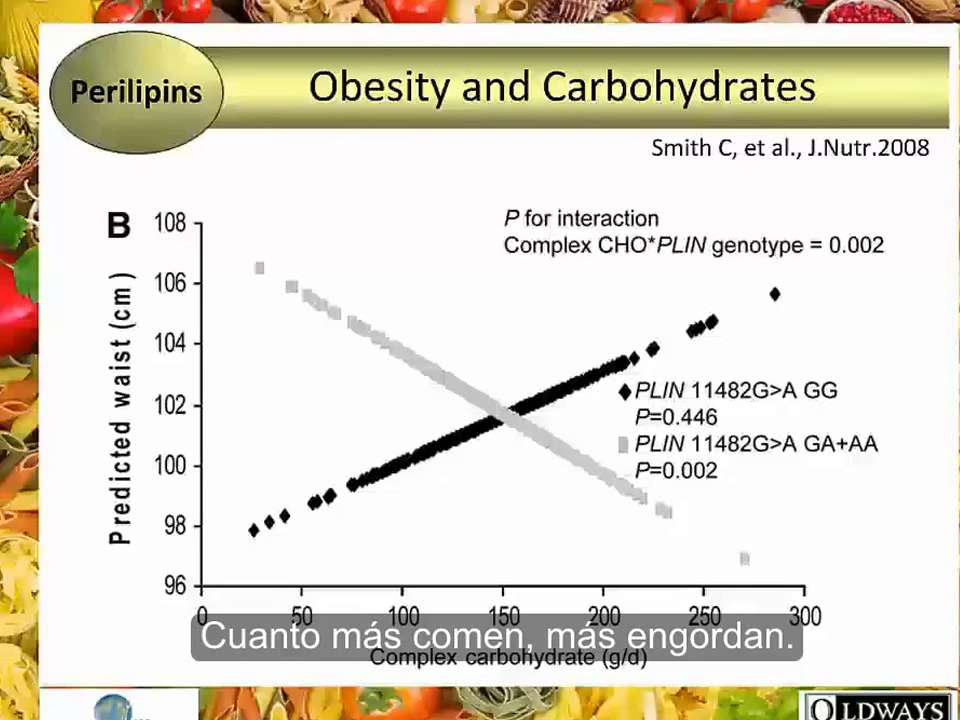 Perilipins
Obesity and Carbohydrates
Smith C, et al., J.Nutr.2008
B
P for interaction
Complex CHO*PLIN genotype = 0.002
108
106
104
102
100
98
96
Predicted waist (cm)
PLIN 11482G>A GG
P=0.446
PLIN 11482G>A GA+AA
P=0.002
0 50 100 150 200 250 300
Cuanto más comen, más engordan.
Complex carbohydrate (g/d)
OLDWAYS